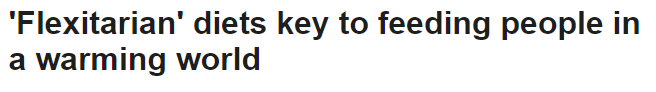 'Flexitarian' diets key to feeding people in
a warming world